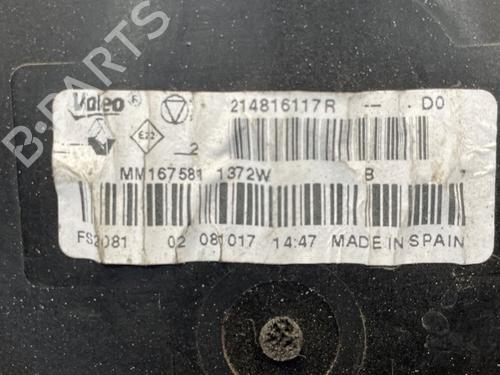 B-PARTS
Valeo ® 214816117R --- D0
E22 2
MM167581 1372W B
FS2081 02 081017 14:47 MADE IN SPAIN